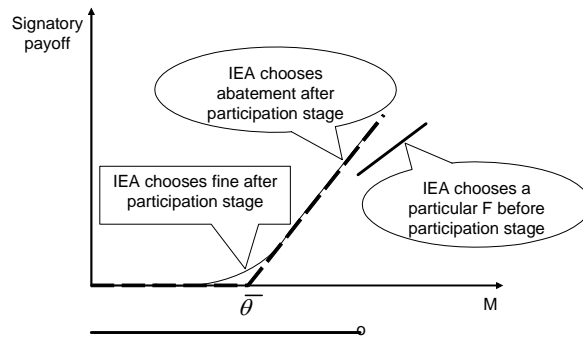 Signatory
payoff
IEA chooses
abatement after
participation stage
IEA chooses fine after
participation stage
IEA chooses a
particular F before
participation stage
θ̅
M